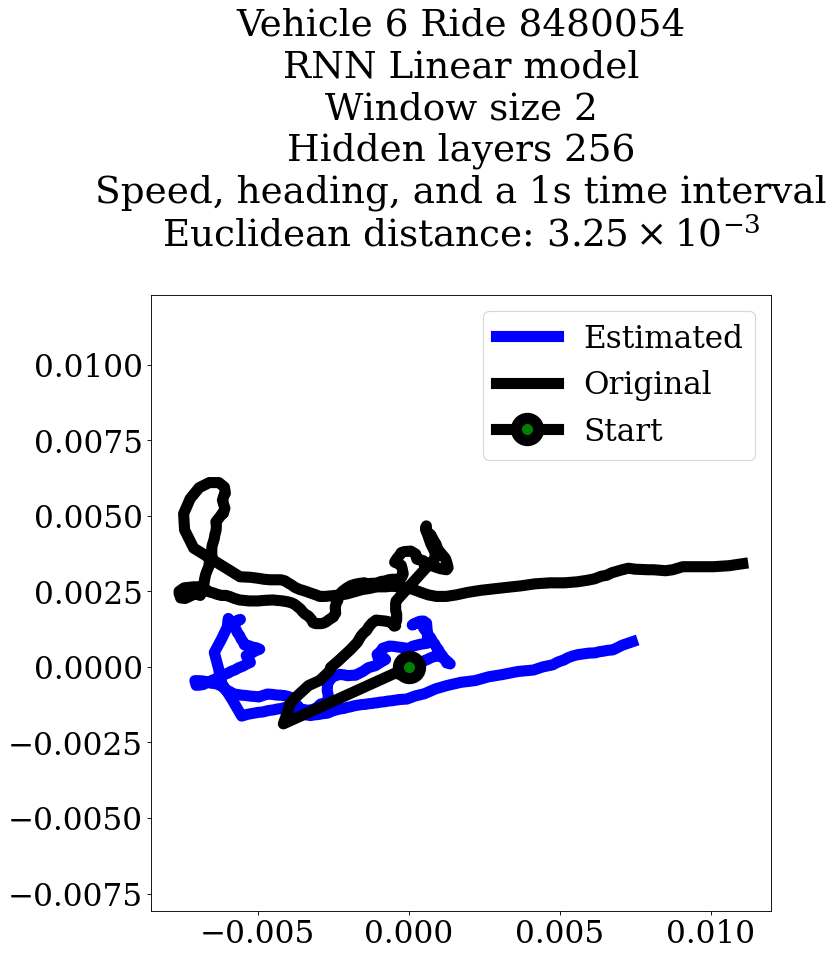 Vehicle 6 Ride 8480054
RNN Linear model
Window size 2
Hidden layers 256
Speed, heading, and a 1s time interval
Euclidean distance: 3.25 × 10⁻³
Estimated
Original
Start
0.0100
0.0075
0.0050
0.0025
0.0000
−0.0025
−0.0050
−0.0075
−0.005 0.000 0.005 0.010